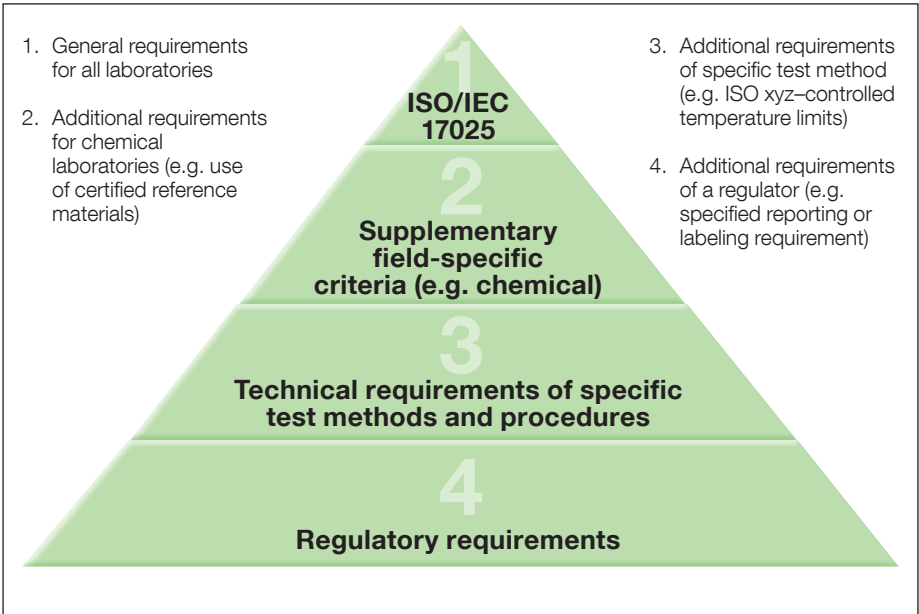 1. General requirements
for all laboratories
2. Additional requirements
for chemical
laboratories (e.g. use
of certified reference
materials)
3. Additional requirements
of specific test method
(e.g. ISO xyz–controlled
temperature limits)
4. Additional requirements
of a regulator (e.g.
specified reporting or
labeling requirement)
1
ISO/IEC
17025
2
Supplementary
field-specific
criteria (e.g. chemical)
3
Technical requirements of specific
test methods and procedures
4
Regulatory requirements